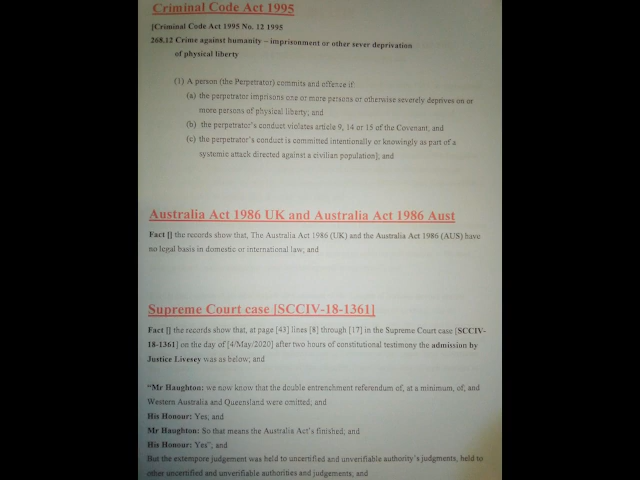 Criminal Code Act 1995
[Criminal Code Act 1995 No. 12 1995
268.12 Crime against humanity – imprisonment or other sever deprivation
of physical liberty
(1) A person (the Perpetrator) commits and offence if
(a) the perpetrator imprisons one or more persons or otherwise severely deprives on or
more persons of physical liberty; and
(b) the perpetrator's conduct violates article 9, 14 or 15 of the Covenant; and
(c) the perpetrator's conduct is committed intentionally or knowingly as part of a
systemic attack directed against a civilian population]; and
Australia Act 1986 UK and Australia Act 1986 Aust
Fact [] the records show that, The Australia Act 1986 (UK) and the Australia Act 1986 (AUS) have
no legal basis in domestic or international law; and
Supreme Court case [SCCIV-18-1361]
Fact [] the records show that, at page [43] lines [8] through [17] in the Supreme Court case [SCCIV-
18-1361] on the day of [4/May/2020] after two hours of constitutional testimony the admission by
Justice Livesey was as below; and
"Mr Haughton: we now know that the double entrenchment referendum of, at a minimum, of; and
Western Australia and Queensland were omitted; and
His Honour: Yes; and
Mr Haughton: So that means the Australia Act's finished; and
His Honour: Yes"; and
But the extempore judgement was held to uncertified and unverifiable authority's judgments, held to
other uncertified and unverifiable authorities and judgements; and